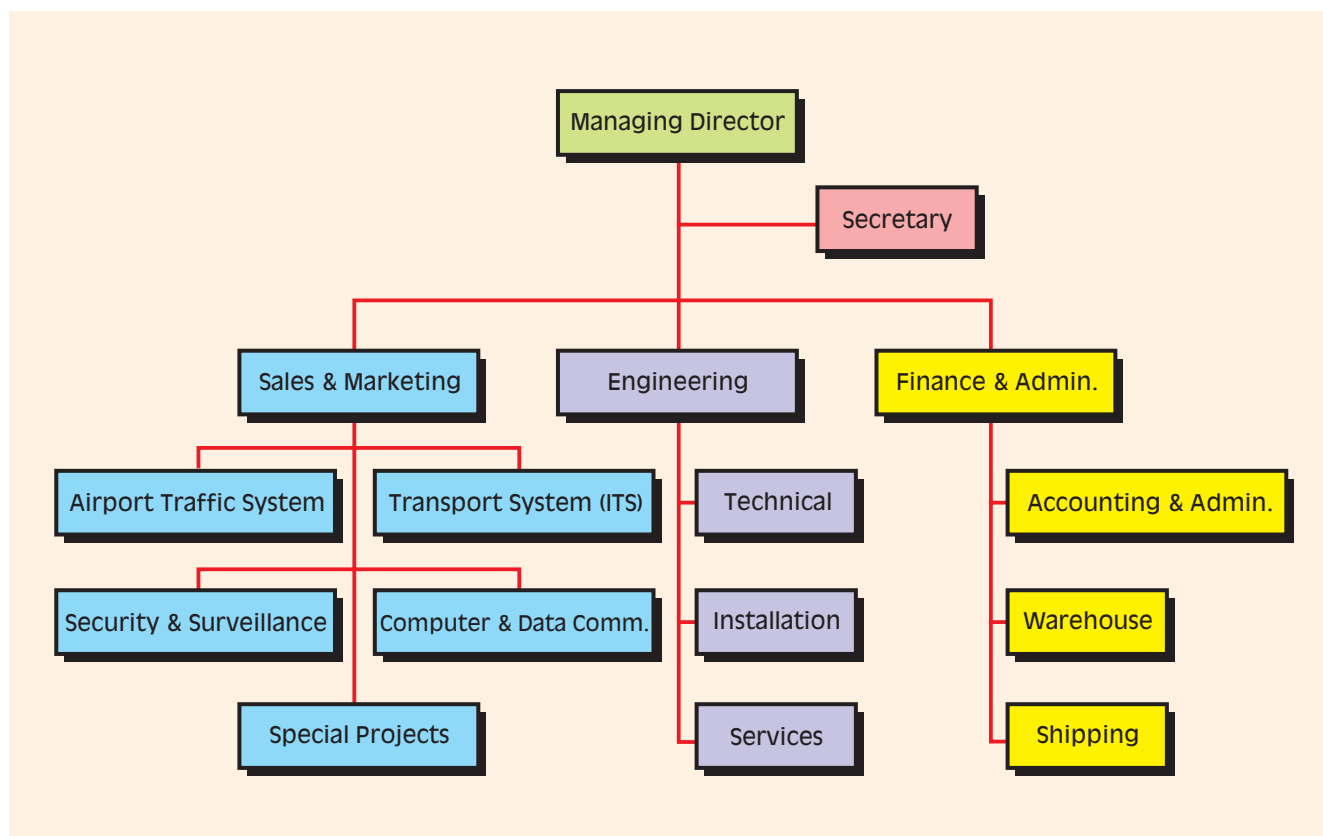 Managing Director
Secretary
Sales & Marketing
Engineering
Finance & Admin.
Airport Traffic System
Transport System (ITS)
Technical
Accounting & Admin.
Security & Surveillance
Computer & Data Comm.
Installation
Warehouse
Special Projects
Services
Shipping